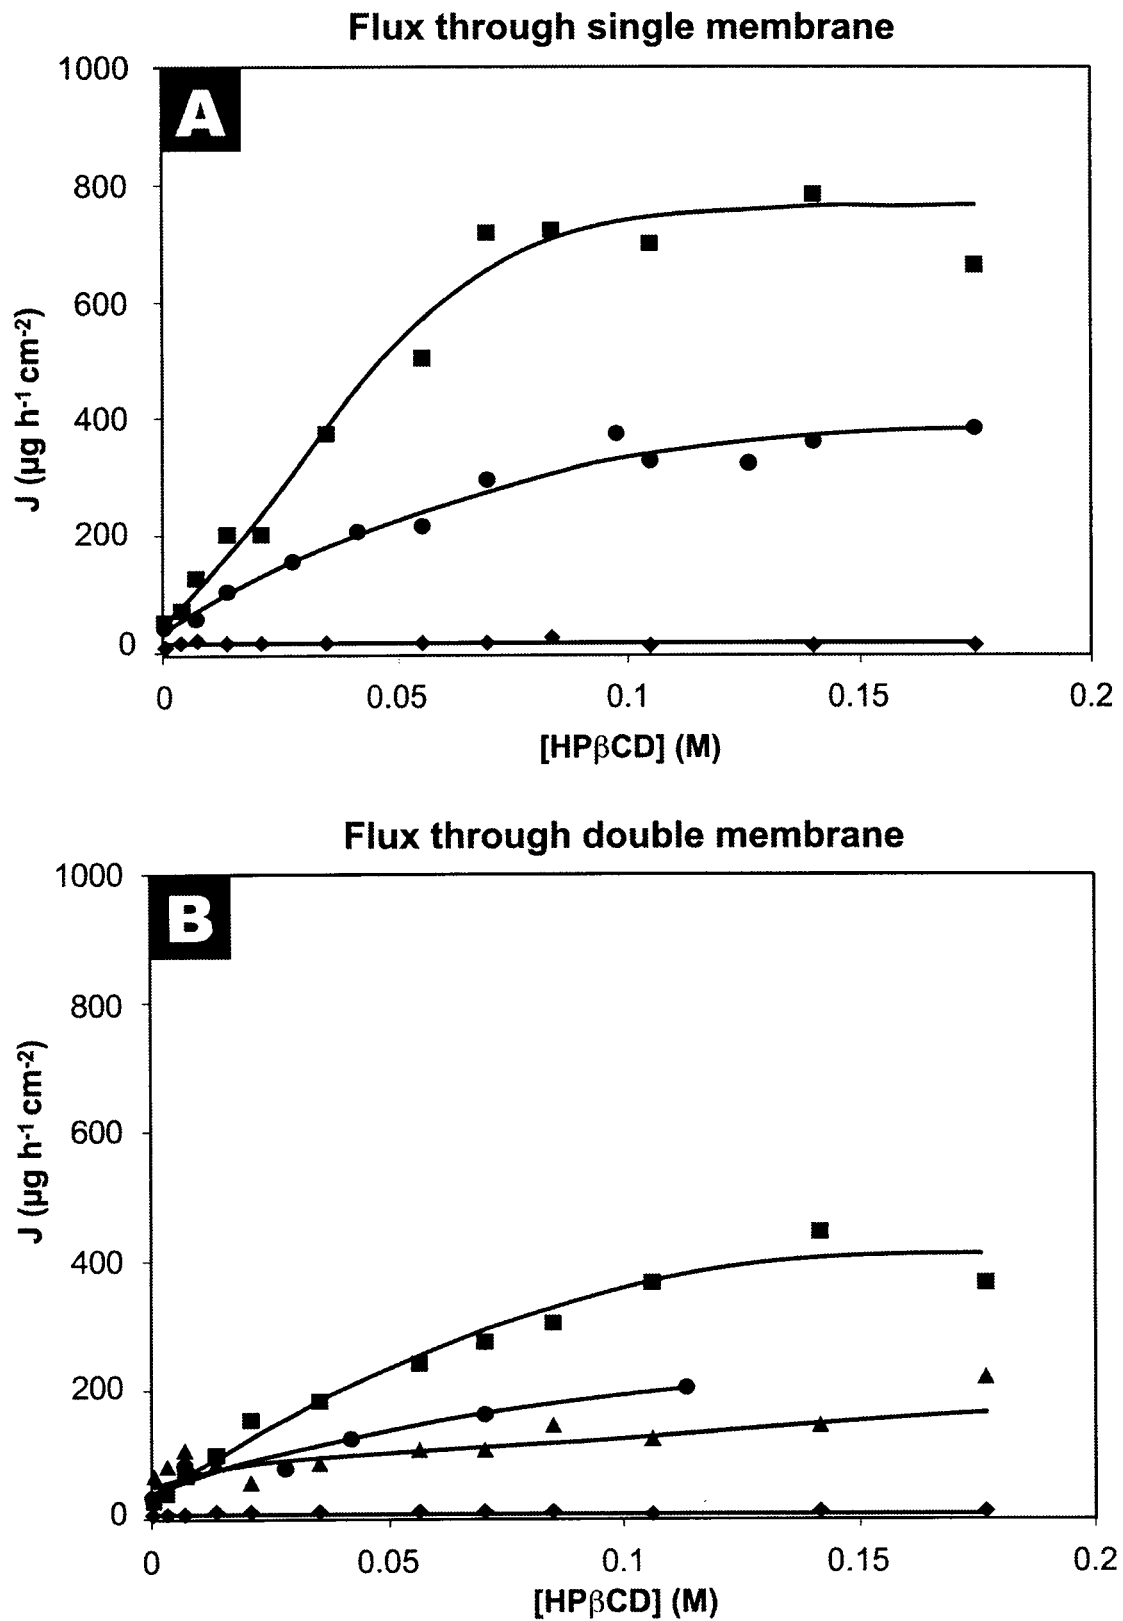 Flux through single membrane
A
1000
800
600
400
200
0
J (µg h-1 cm-2)
0 0.05 0.1 0.15 0.2
[HPβCD] (M)
Flux through double membrane
B
1000
800
600
400
200
0
J (µg h-1 cm-2)
0 0.05 0.1 0.15 0.2
[HPβCD] (M)